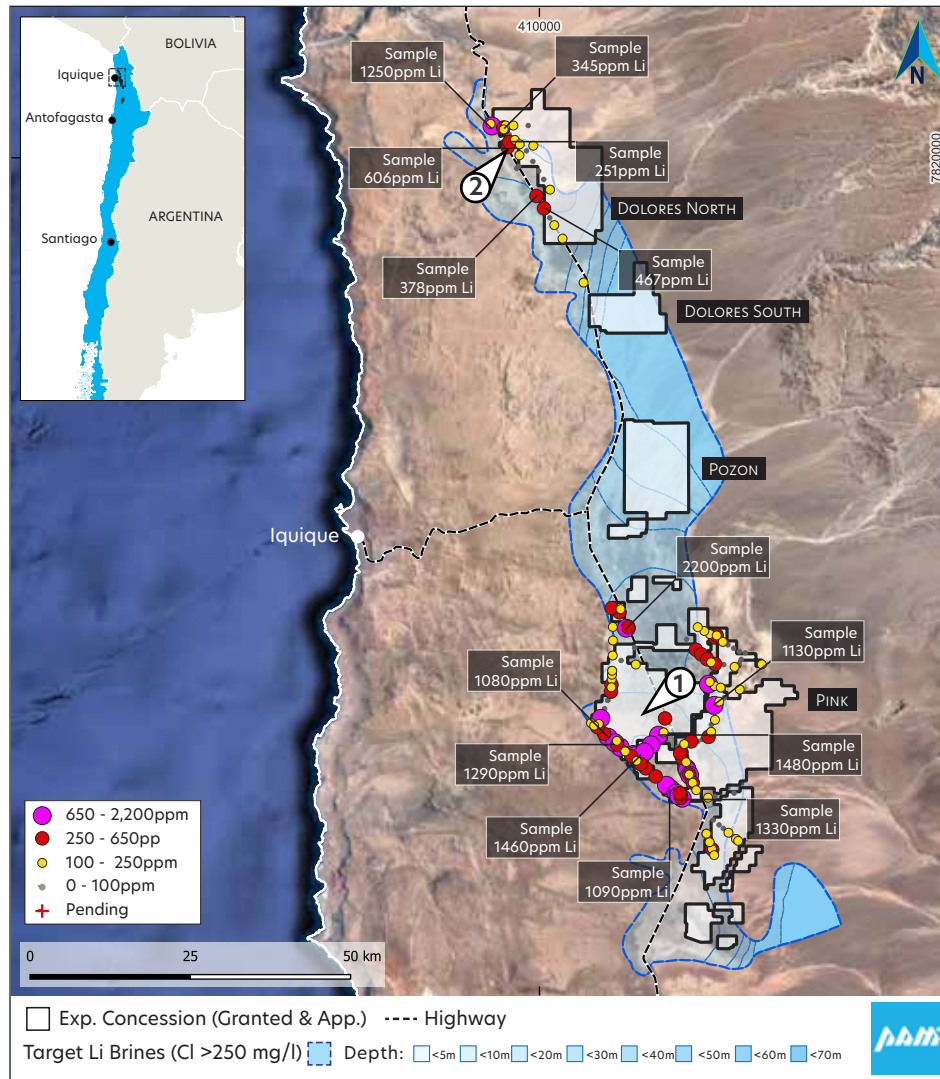 410000
7820000
N
BOLIVIA
Iquique
Antofagasta
ARGENTINA
Santiago
Sample
1250ppm Li
Sample
345ppm Li
Sample
606ppm Li
2
Sample
251ppm Li
DOLORES NORTH
Sample
378ppm Li
Sample
467ppm Li
DOLORES SOUTH
POZON
Iquique
Sample
2200ppm Li
Sample
1130ppm Li
Sample
1080ppm Li
1
PINK
Sample
1290ppm Li
Sample
1480ppm Li
Sample
1460ppm Li
Sample
1330ppm Li
Sample
1090ppm Li
650 - 2,200ppm
250 - 650pp
100 - 250ppm
0 - 100ppm
Pending
0 25 50 km
Exp. Concession (Granted & App.) Highway
Target Li Brines (Cl >250 mg/l) Depth: <5m <10m <20m <30m <40m <50m <60m <70m